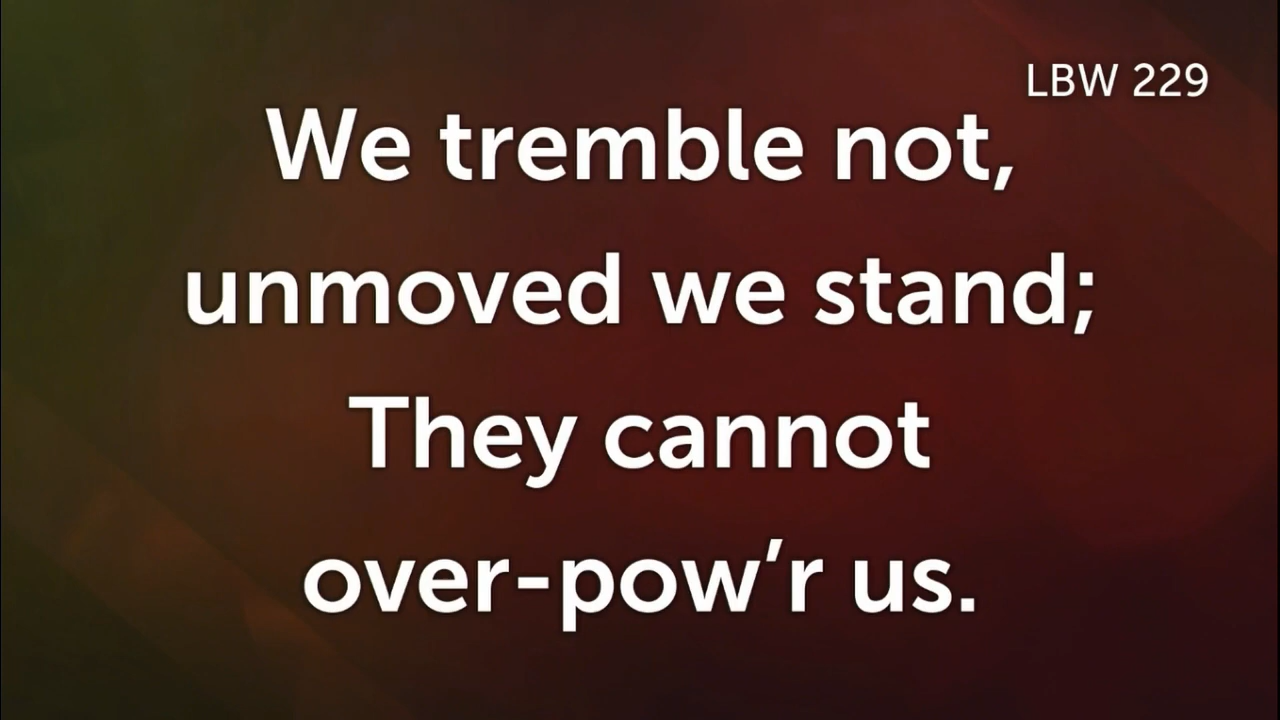 LBW 229
We tremble not,
unmoved we stand;
They cannot
over-pow’r us.